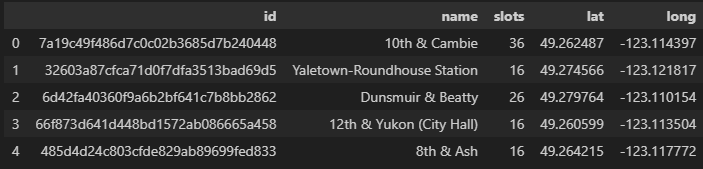 id name slots lat long
0 7a19c49f486d7c0c02b3685d7b240448 10th & Cambie 36 49.262487 -123.114397
1 32603a87cfca71d0f7dfa3513bad69d5 Yaletown-Roundhouse Station 16 49.274566 -123.121817
2 6d42fa40360f9a6b2bf641c7b8bb2862 Dunsmuir & Beatty 26 49.279764 -123.110154
3 66f873d641d448bd1572ab086665a458 12th & Yukon (City Hall) 16 49.260599 -123.113504
4 485d4d24c803cfde829ab89699fed833 8th & Ash 16 49.264215 -123.117772